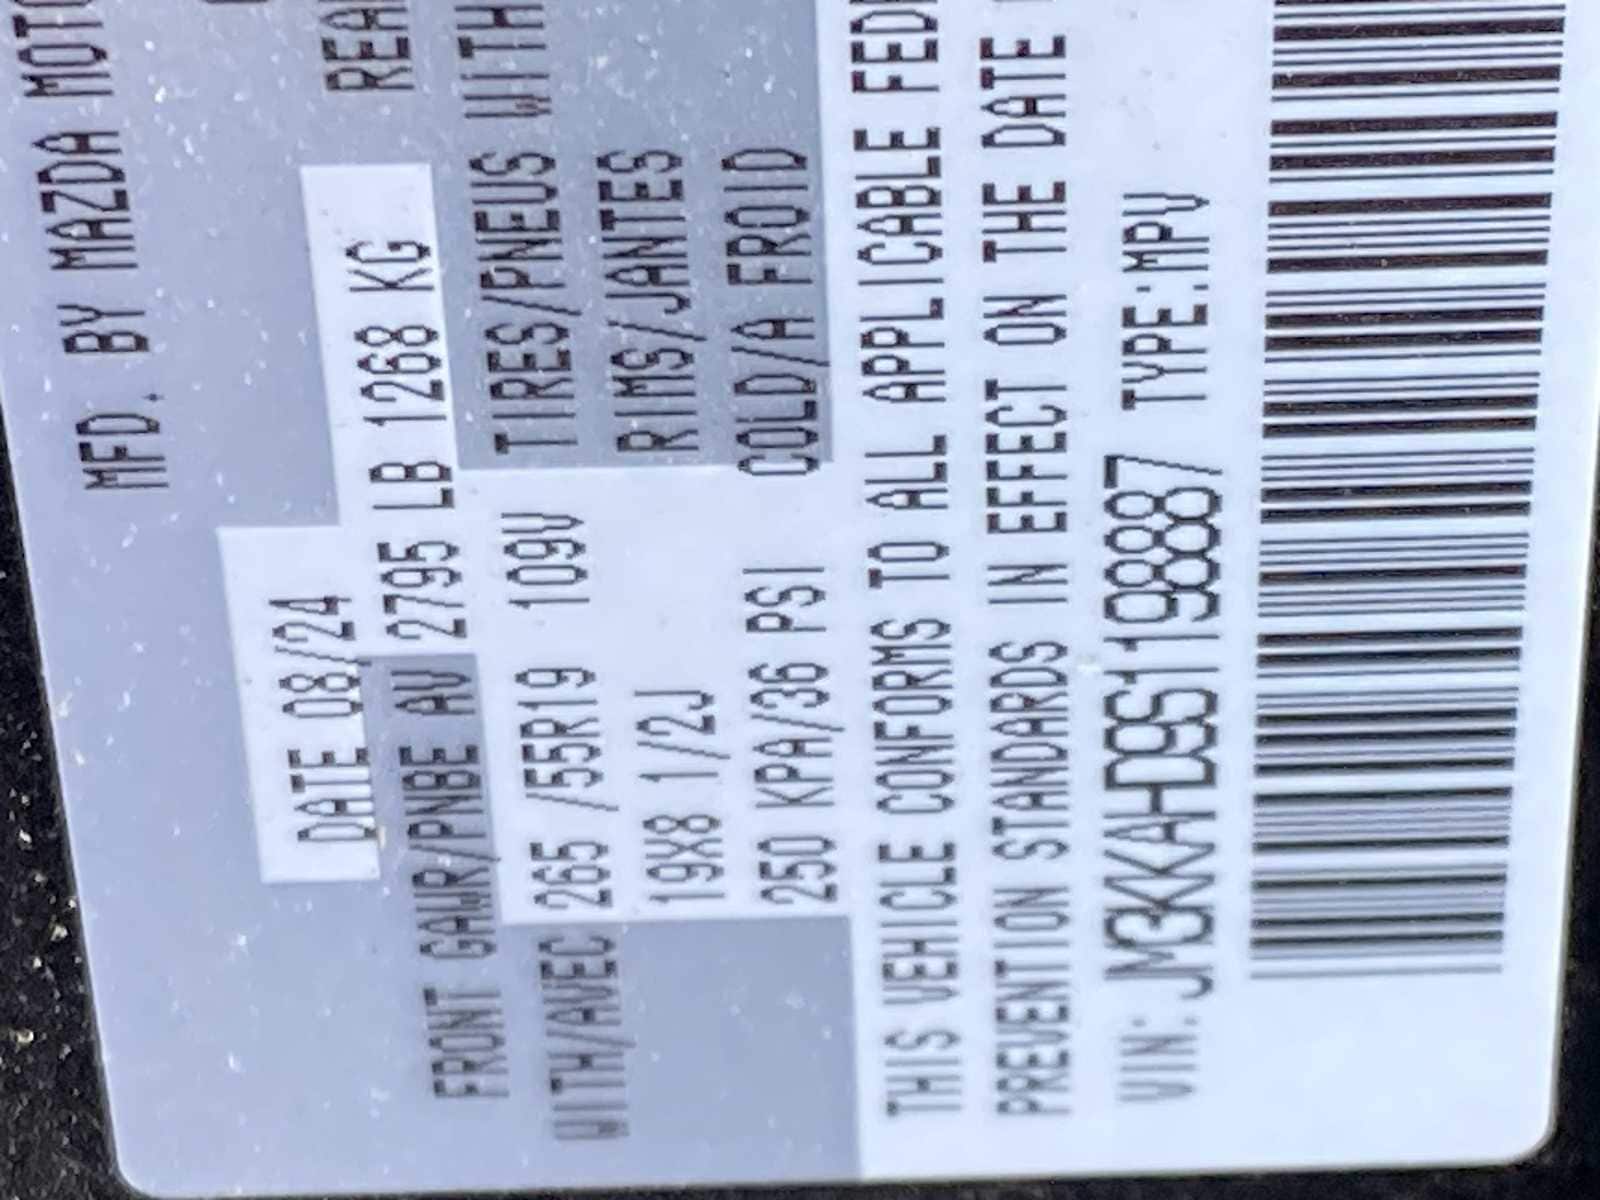 MFD. BY MAZDA MOTO
DATE 08/24
FRONT GAWR/PNBE AV 2795 LB 1268 KG REAR
WITH/AVEC 265 /55R19 109V TIRES/PNEUS WITH
19X8 1/2J RIMS/JANTES
250 KPA/36 PSI COLD/A FROID
THIS VEHICLE CONFORMS TO ALL APPLICABLE FEDE
PREVENTION STANDARDS IN EFFECT ON THE DATE
VIN: JM3KKAHD9S1198887 TYPE:MPV